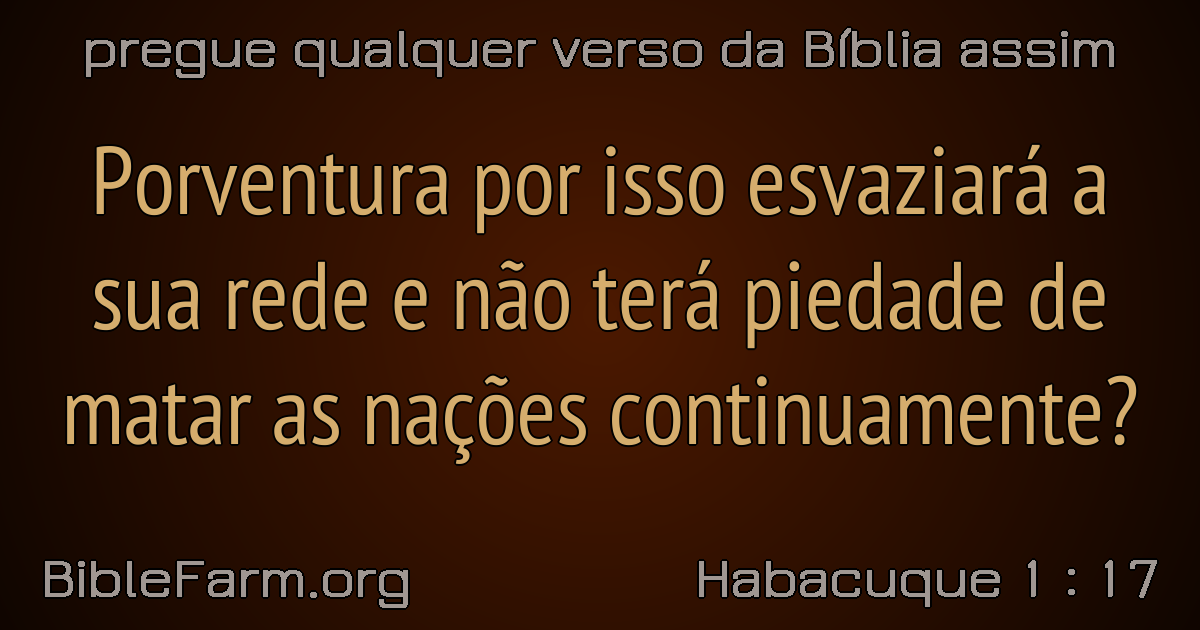 pregue qualquer verso da Bíblia assim
Porventura por isso esvaziará a
sua rede e não terá piedade de
matar as nações continuamente?
BibleFarm.org
Habacuque 1 : 17